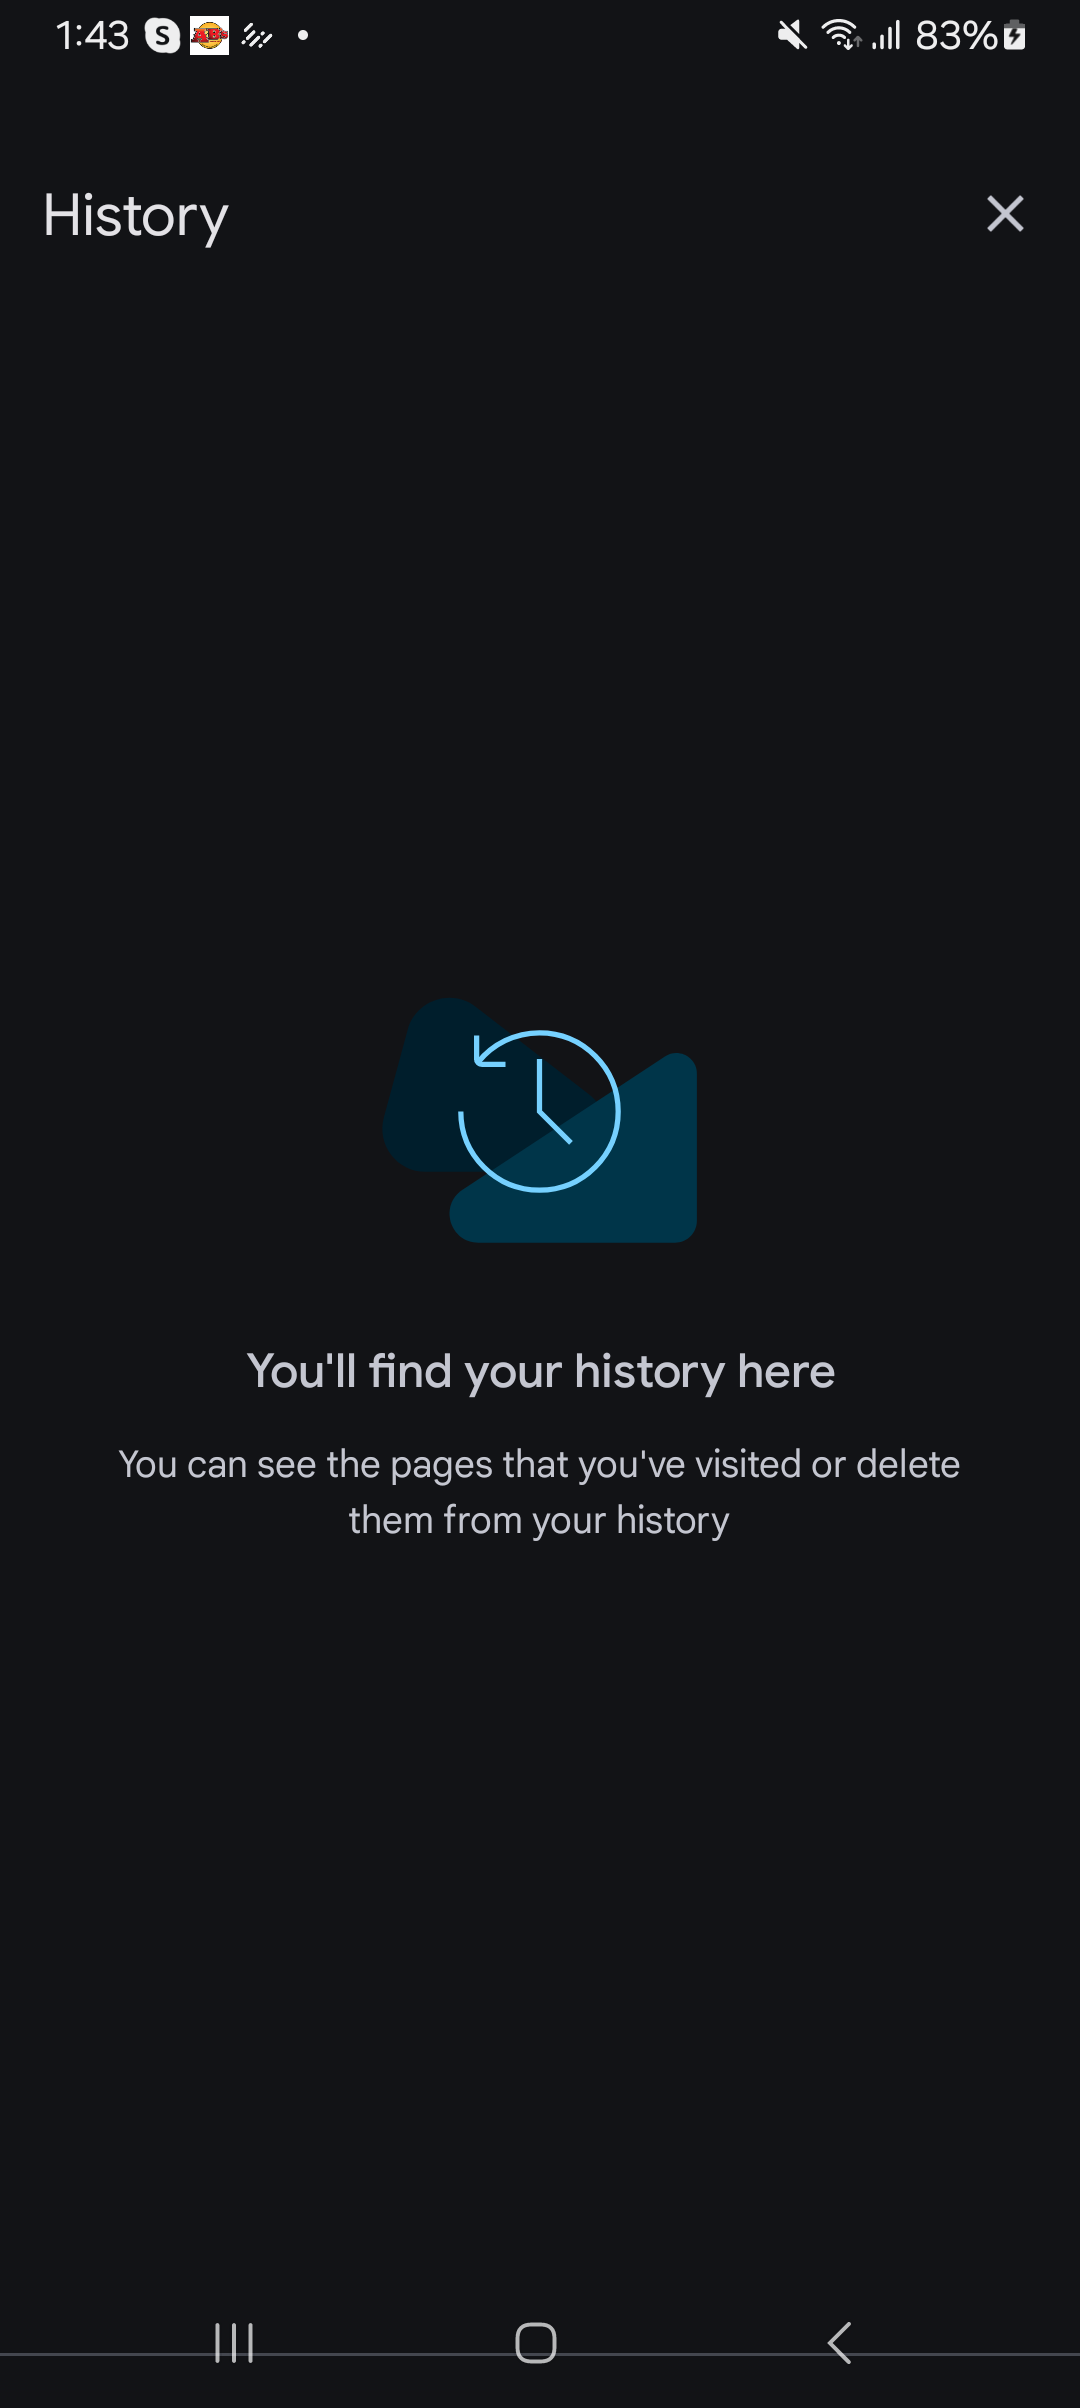 1:43 S AB's 83%
History
You'll find your history here
You can see the pages that you've visited or delete
them from your history